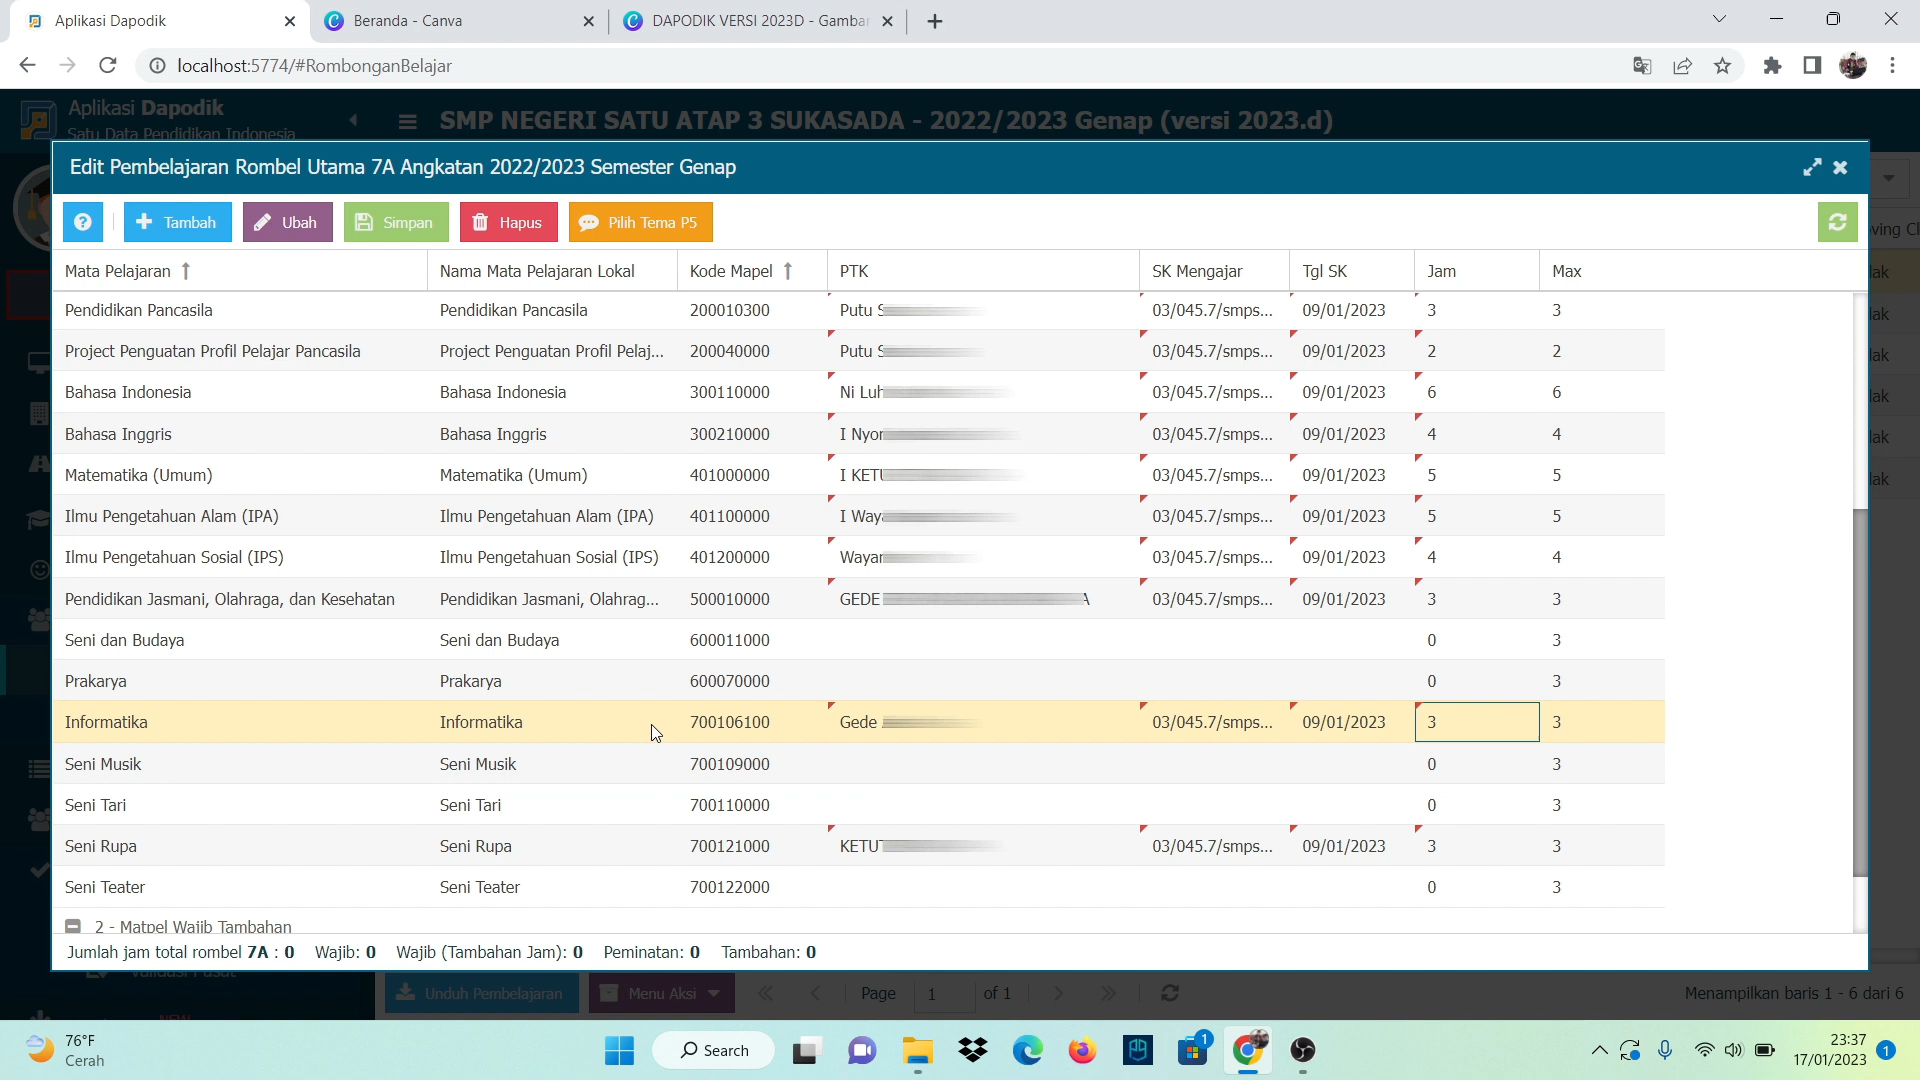 Aplikasi Dapodik
Beranda - Canva
DAPODIK VERSI 2023D - Gambar
localhost:5774/#RombonganBelajar
Aplikasi Dapodik
Satu Data Pendidikan Indonesia
SMP NEGERI SATU ATAP 3 SUKASADA - 2022/2023 Genap (versi 2023.d)
Edit Pembelajaran Rombel Utama 7A Angkatan 2022/2023 Semester Genap
? Tambah Ubah Simpan Hapus Pilih Tema P5
Mata Pelajaran Nama Mata Pelajaran Lokal Kode Mapel PTK SK Mengajar Tgl SK Jam Max
Pendidikan Pancasila Pendidikan Pancasila 200010300 Putu S 03/045.7/smps... 09/01/2023 3 3
Project Penguatan Profil Pelajar Pancasila Project Penguatan Profil Pelaj... 200040000 Putu S 03/045.7/smps... 09/01/2023 2 2
Bahasa Indonesia Bahasa Indonesia 300110000 Ni Luh 03/045.7/smps... 09/01/2023 6 6
Bahasa Inggris Bahasa Inggris 300210000 I Nyom 03/045.7/smps... 09/01/2023 4 4
Matematika (Umum) Matematika (Umum) 401000000 I KETU 03/045.7/smps... 09/01/2023 5 5
Ilmu Pengetahuan Alam (IPA) Ilmu Pengetahuan Alam (IPA) 401100000 I Waya 03/045.7/smps... 09/01/2023 5 5
Ilmu Pengetahuan Sosial (IPS) Ilmu Pengetahuan Sosial (IPS) 401200000 Wayan 03/045.7/smps... 09/01/2023 4 4
Pendidikan Jasmani, Olahraga, dan Kesehatan Pendidikan Jasmani, Olahrag... 500010000 GEDE A 03/045.7/smps... 09/01/2023 3 3
Seni dan Budaya Seni dan Budaya 600011000 0 3
Prakarya Prakarya 600070000 0 3
Informatika Informatika 700106100 Gede 03/045.7/smps... 09/01/2023 3 3
Seni Musik Seni Musik 700109000 0 3
Seni Tari Seni Tari 700110000 0 3
Seni Rupa Seni Rupa 700121000 KETUT 03/045.7/smps... 09/01/2023 3 3
Seni Teater Seni Teater 700122000 0 3
2 - Matpel Wajib Tambahan
Jumlah jam total rombel 7A : 0 Wajib: 0 Wajib (Tambahan Jam): 0 Peminatan: 0 Tambahan: 0
Validasi Pusat
NEW
Unduh Pembelajaran Menu Aksi Page 1 of 1 Menampilkan baris 1 - 6 dari 6
76°F
Cerah
Search
1
23:37
17/01/2023
1